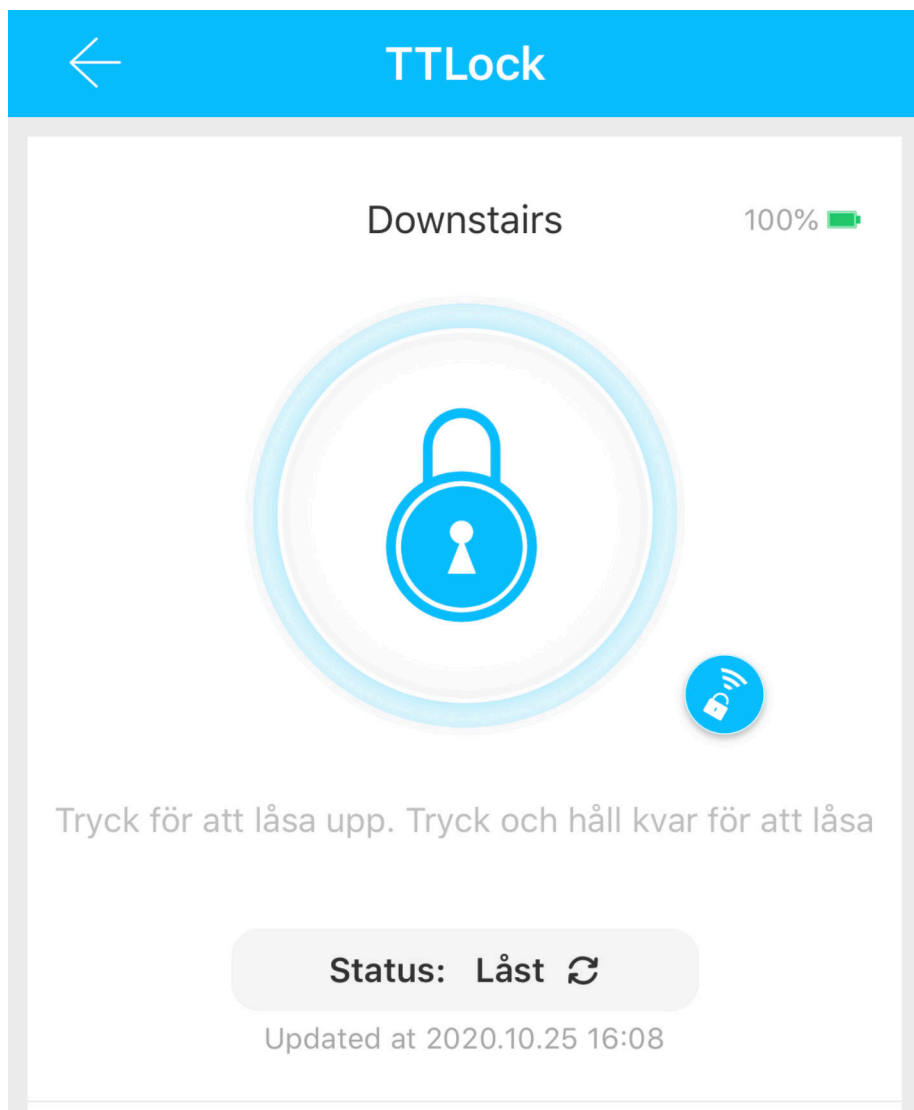 TTLock
Downstairs 100%
Tryck för att låsa upp. Tryck och håll kvar för att låsa
Status: Låst
Updated at 2020.10.25 16:08